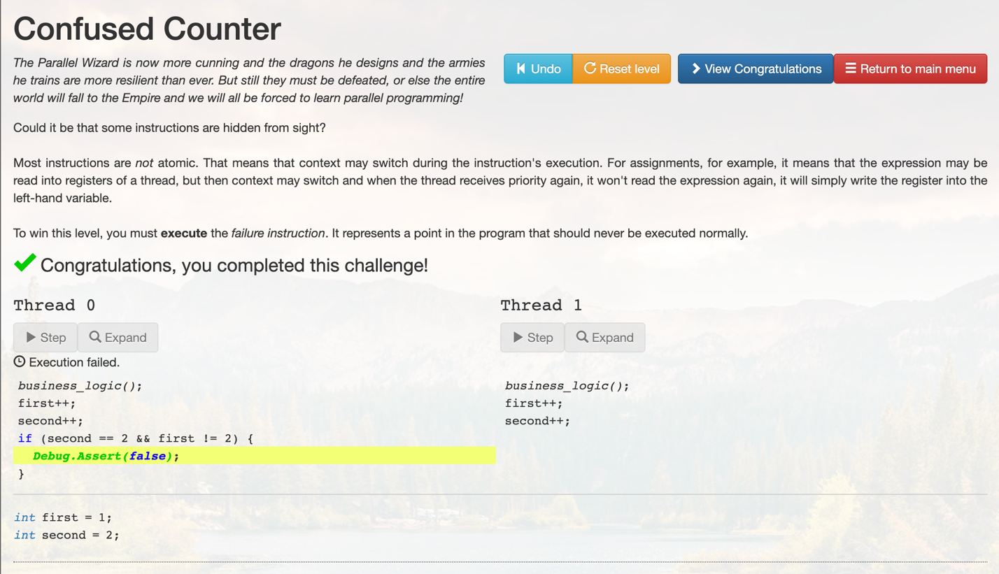 Confused Counter
The Parallel Wizard is now more cunning and the dragons he designs and the armies
he trains are more resilient than ever. But still they must be defeated, or else the entire
world will fall to the Empire and we will all be forced to learn parallel programming!
Undo Reset level View Congratulations Return to main menu
Could it be that some instructions are hidden from sight?
Most instructions are not atomic. That means that context may switch during the instruction's execution. For assignments, for example, it means that the expression may be
read into registers of a thread, but then context may switch and when the thread receives priority again, it won't read the expression again, it will simply write the register into the
left-hand variable.
To win this level, you must execute the failure instruction. It represents a point in the program that should never be executed normally.
Congratulations, you completed this challenge!
Thread 0
Step Expand
Execution failed.
business_logic();
first++;
second++;
if (second == 2 && first != 2) {
Debug.Assert(false);
}
Thread 1
Step Expand
business_logic();
first++;
second++;
int first = 1;
int second = 2;